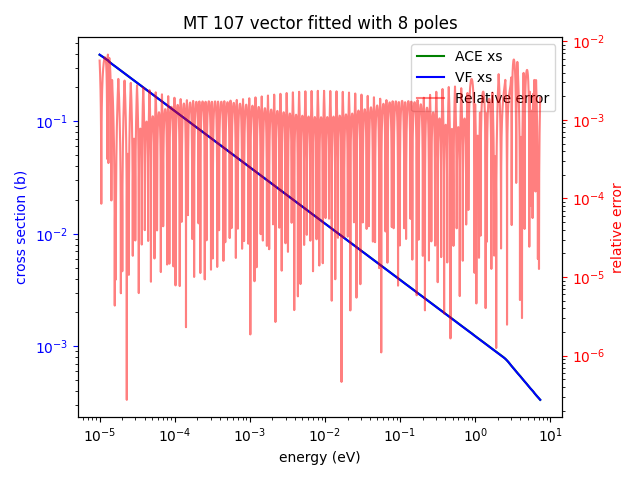 MT 107 vector fitted with 8 poles
ACE xs
VF xs
Relative error
cross section (b)
10⁻¹
10⁻²
10⁻³
10⁻²
10⁻³
10⁻⁴
10⁻⁵
10⁻⁶
relative error
10⁻⁵ 10⁻⁴ 10⁻³ 10⁻² 10⁻¹ 10⁰ 10¹
energy (eV)